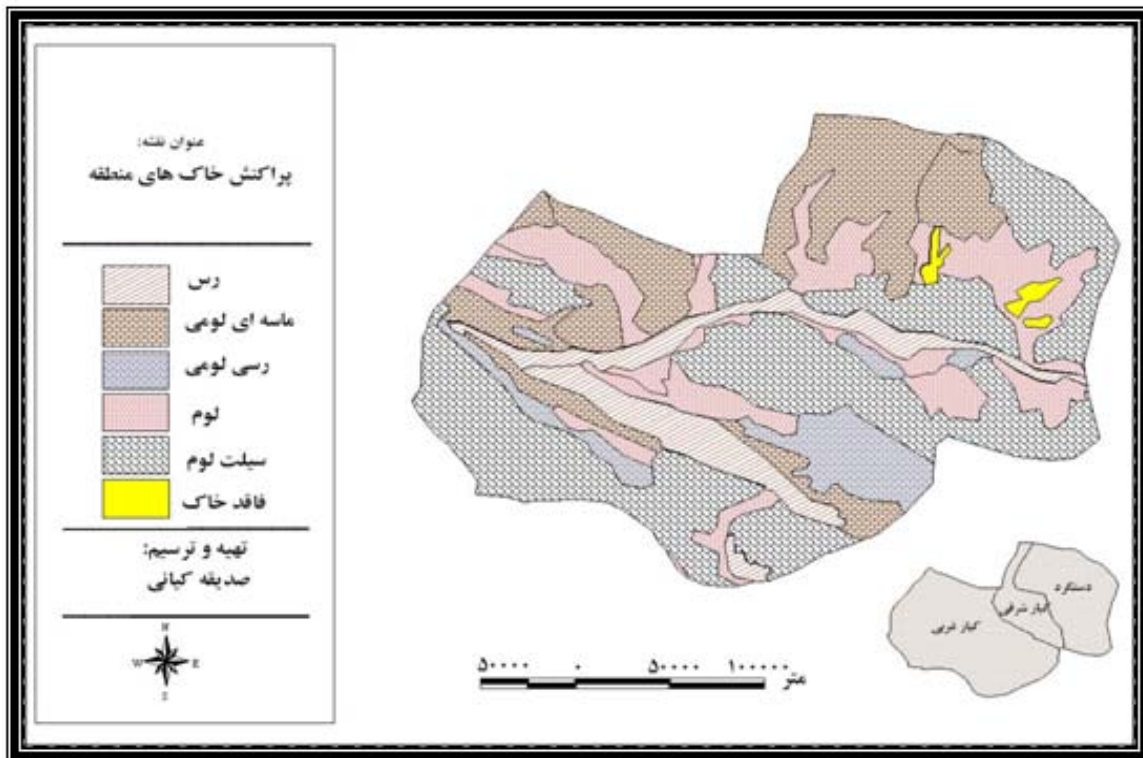 عنوان نقشه:
پراکنش خاک های منطقه
رس
ماسه ای لومی
رسی لومی
لوم
سیلت لوم
فاقد خاک
تهیه و ترسیم:
صدیقه کیانی
N
W E
S
۵۰۰۰۰ ۰ ۵۰۰۰۰ ۱۰۰۰۰۰
متر
دستگرد
کیار شرقی
کیار غربی